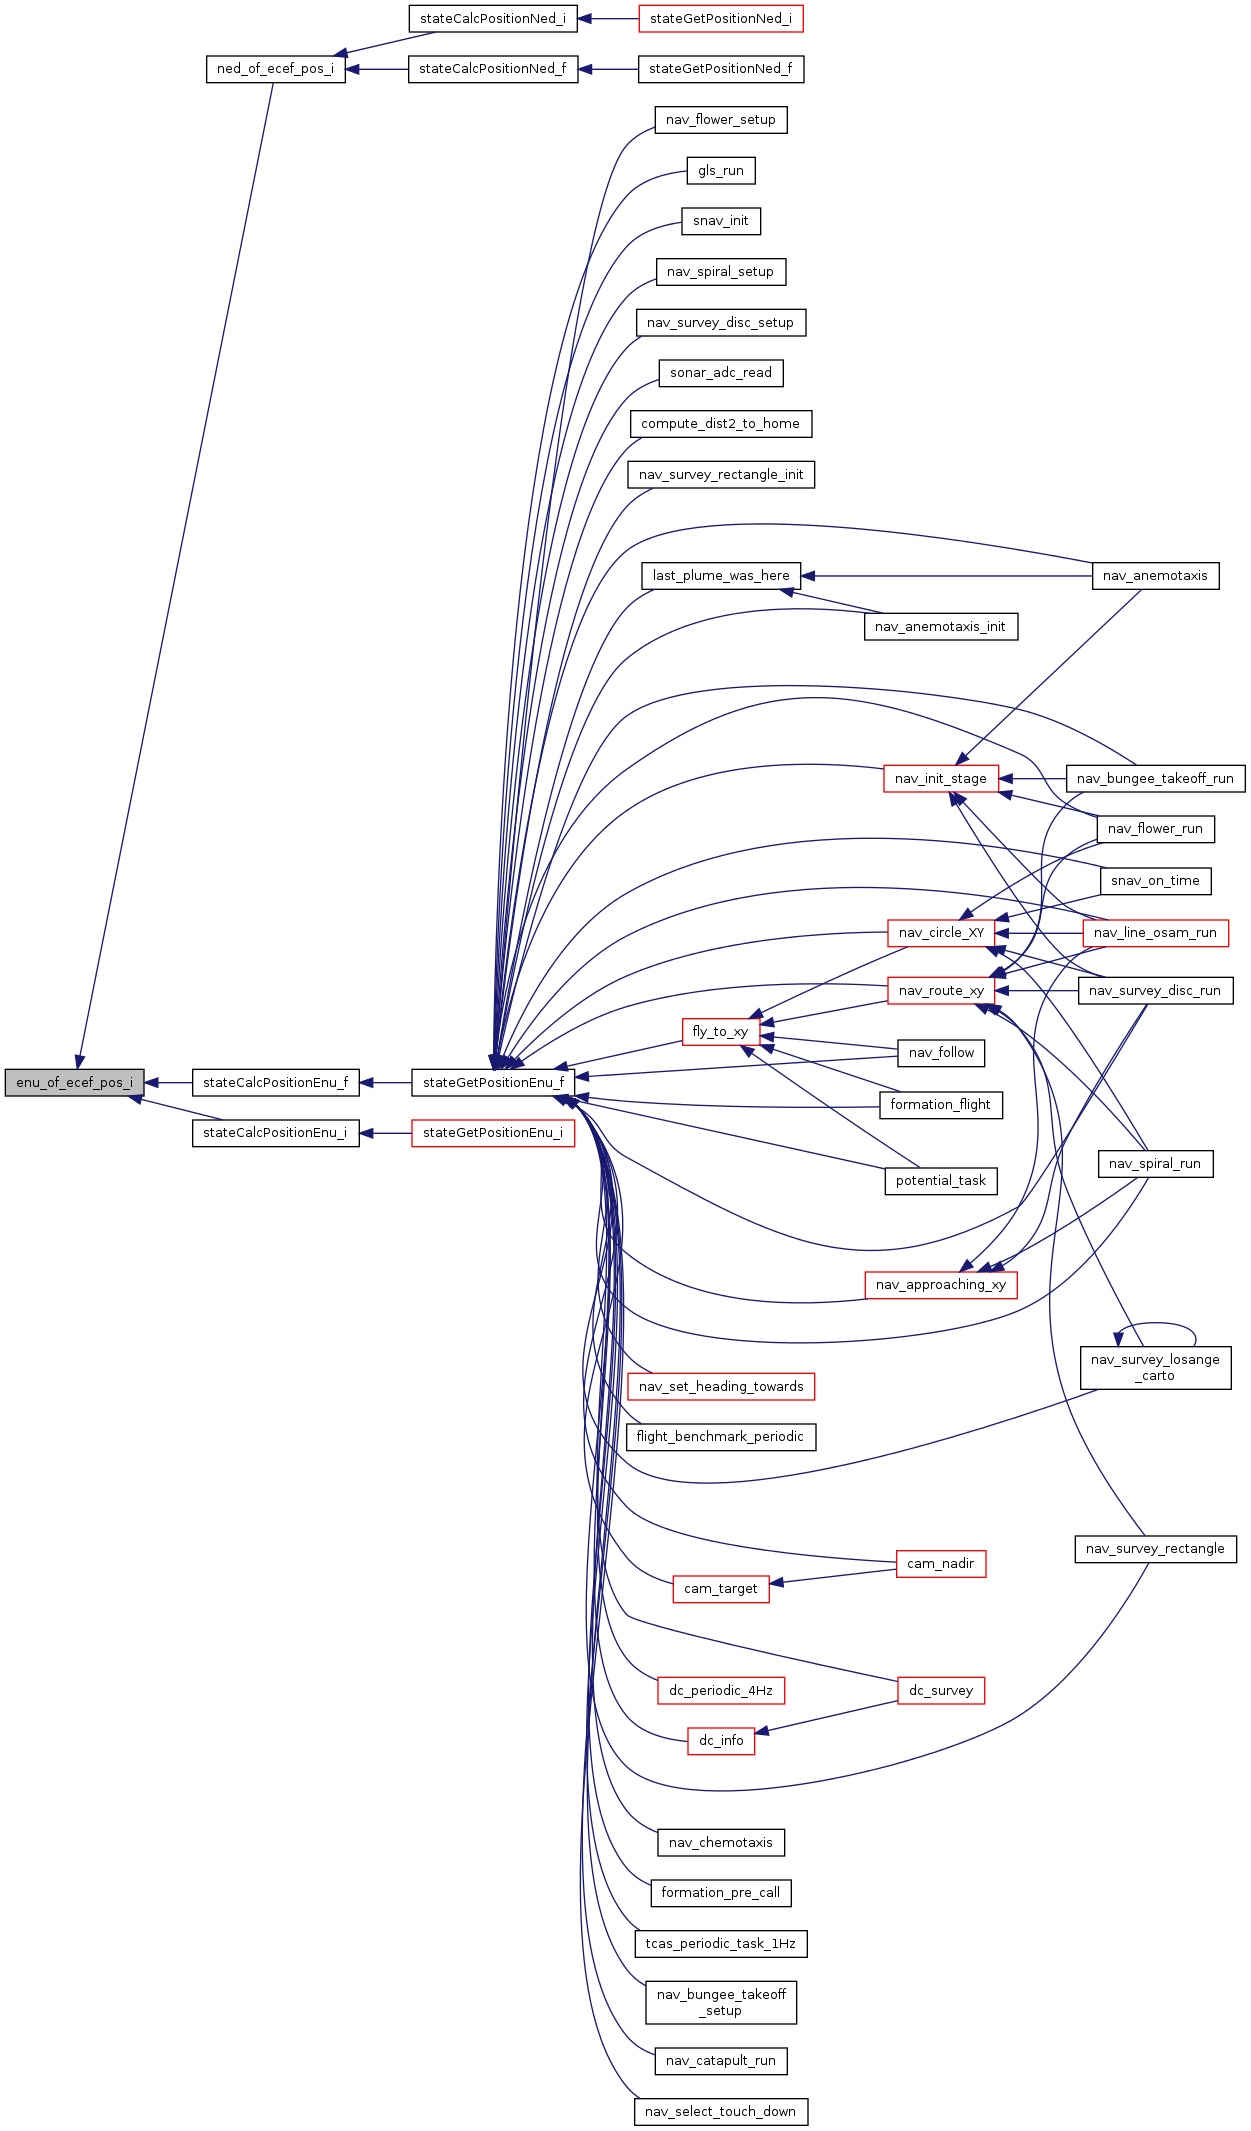 stateCalcPositionNed_i
stateGetPositionNed_i
ned_of_ecef_pos_i
stateCalcPositionNed_f
stateGetPositionNed_f
nav_flower_setup
gls_run
snav_init
nav_spiral_setup
nav_survey_disc_setup
sonar_adc_read
compute_dist2_to_home
nav_survey_rectangle_init
last_plume_was_here
nav_anemotaxis
nav_anemotaxis_init
nav_init_stage
nav_bungee_takeoff_run
nav_flower_run
snav_on_time
nav_circle_XY
nav_line_osam_run
nav_route_xy
nav_survey_disc_run
fly_to_xy
nav_follow
enu_of_ecef_pos_i
stateCalcPositionEnu_f
stateGetPositionEnu_f
formation_flight
stateCalcPositionEnu_i
stateGetPositionEnu_i
nav_spiral_run
potential_task
nav_approaching_xy
nav_survey_losange
_carto
nav_set_heading_towards
flight_benchmark_periodic
nav_survey_rectangle
cam_nadir
cam_target
dc_periodic_4Hz
dc_survey
dc_info
nav_chemotaxis
formation_pre_call
tcas_periodic_task_1Hz
nav_bungee_takeoff
_setup
nav_catapult_run
nav_select_touch_down